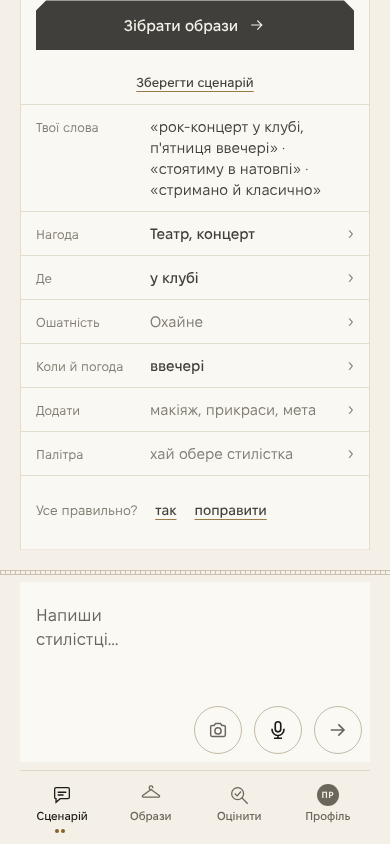 Зібрати образи →
Зберегти сценарій
Твої слова
«рок-концерт у клубі,
п'ятниця ввечері» ·
«стоятиму в натовпі» ·
«стримано й класично»
Нагода Театр, концерт
Де у клубі
Ошатність Охайне
Коли й погода ввечері
Додати макіяж, прикраси, мета
Палітра хай обере стилістка
Усе правильно? так поправити
Напиши
стилістці...
ПР
Сценарій Образи Оцінити Профіль